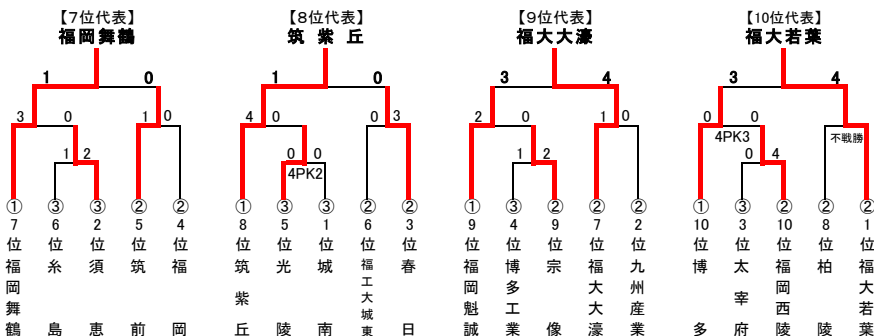 【7位代表】 【8位代表】 【9位代表】 【10位代表】
福岡舞鶴 筑紫丘 福大大濠 福大若葉
1 0 1 0 3 4 3 4
3 0 1 0 4 0 0 3 2 0 1 0 0 0 不戦勝
1 2 0 0 1 2 4PK3 0 4
4PK2
① ③ ③ ② ② ① ③ ③ ② ② ① ③ ② ② ② ① ③ ② ② ②
7位福岡舞鶴
6位糸島
2位須恵
5位筑前
4位福岡
8位筑紫丘
5位光陵
1位城南
6位福工大城東
3位春日
9位福岡魁誠
4位博多工業
9位宗像
7位福大大濠
2位九州産業
10位博多
3位太宰府
10位福岡西陵
8位柏陵
1位福大若葉